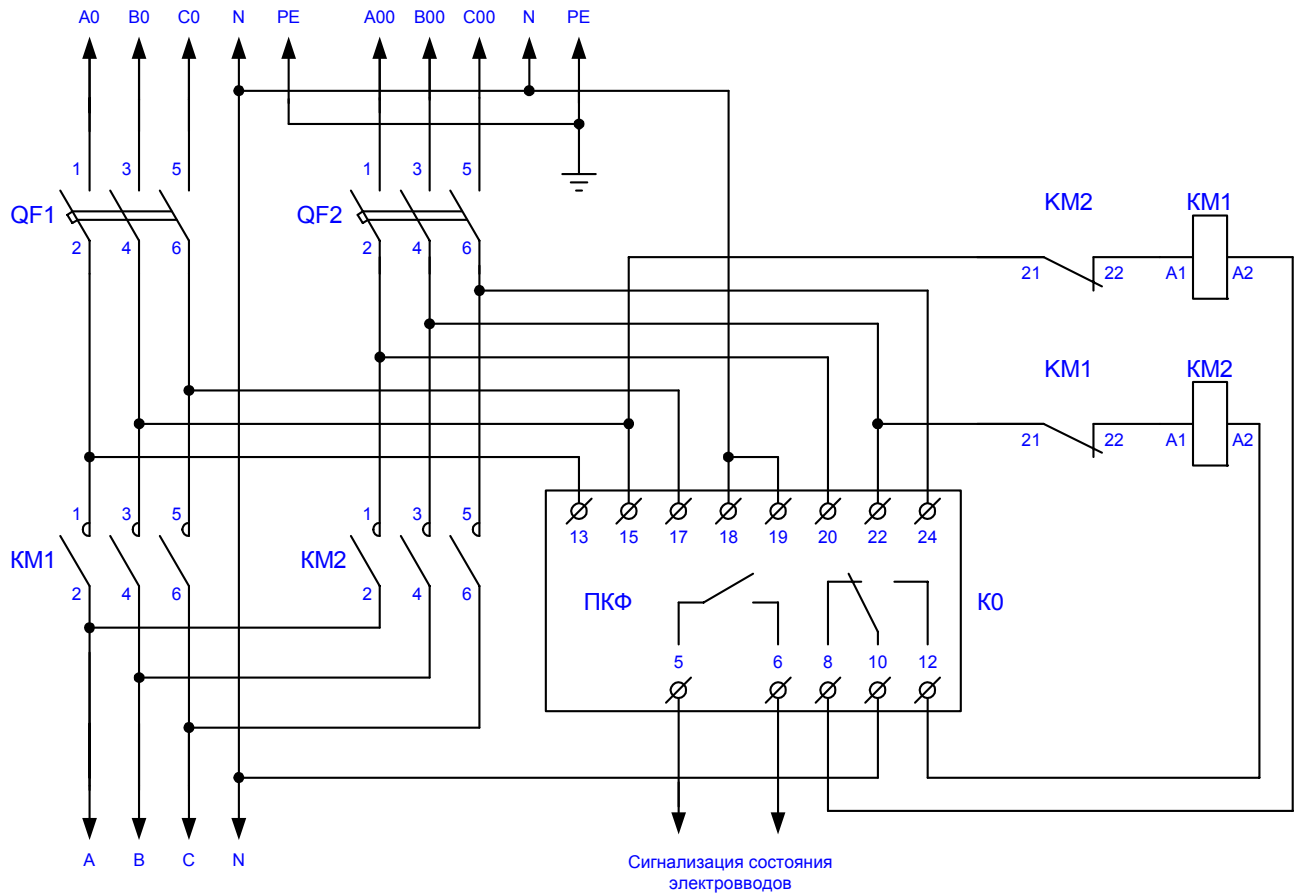 A0 B0 C0 N PE A00 B00 C00 N PE
1 3 5 1 3 5
QF1 QF2 KM2 KM1
2 4 6 2 4 6
21 22 A1 A2
KM1 KM2
21 22 A1 A2
1 3 5 1 3 5
13 15 17 18 19 20 22 24
KM1 KM2
2 4 6 2 4 6
ПКФ К0
5 6 8 10 12
A B C N
Сигнализация состояния
электровводов